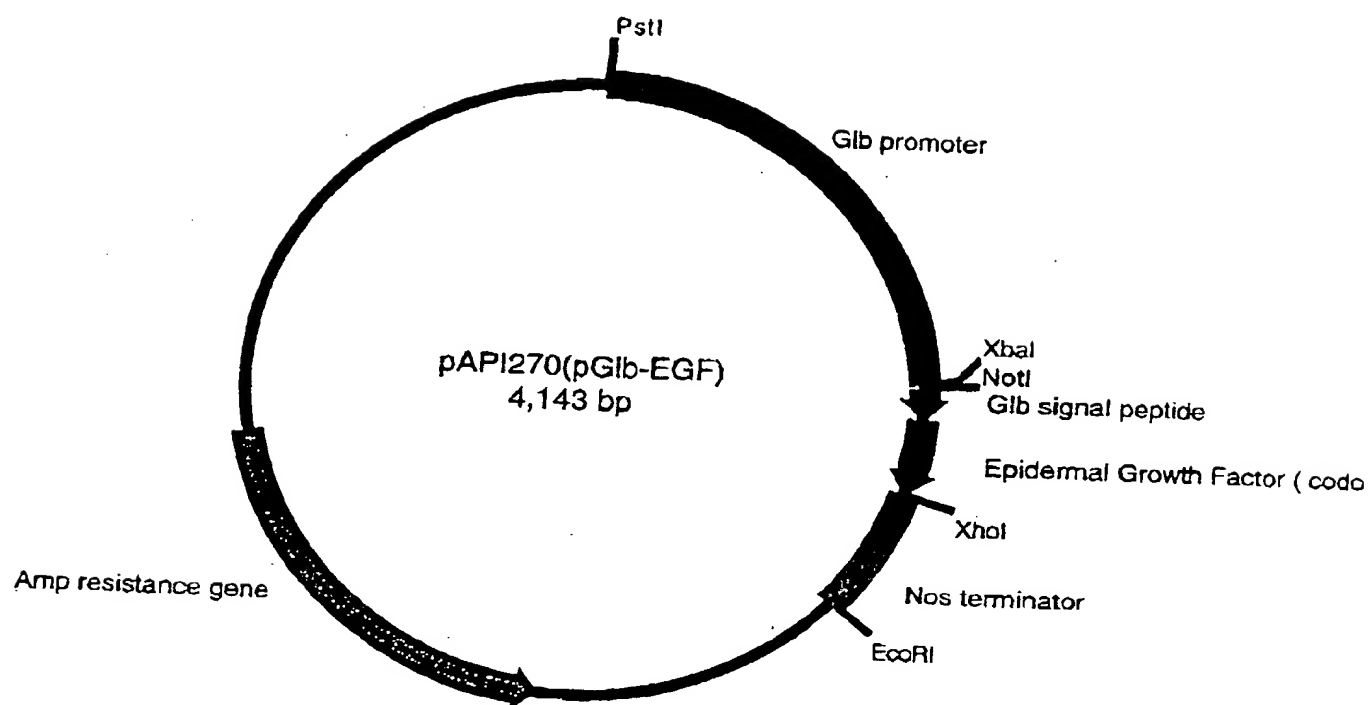 PstI
Glb promoter
XbaI
NotI
Glb signal peptide
pAPI270(pGlb-EGF)
4,143 bp
Epidermal Growth Factor ( codo
XhoI
Amp resistance gene
Nos terminator
EcoRI